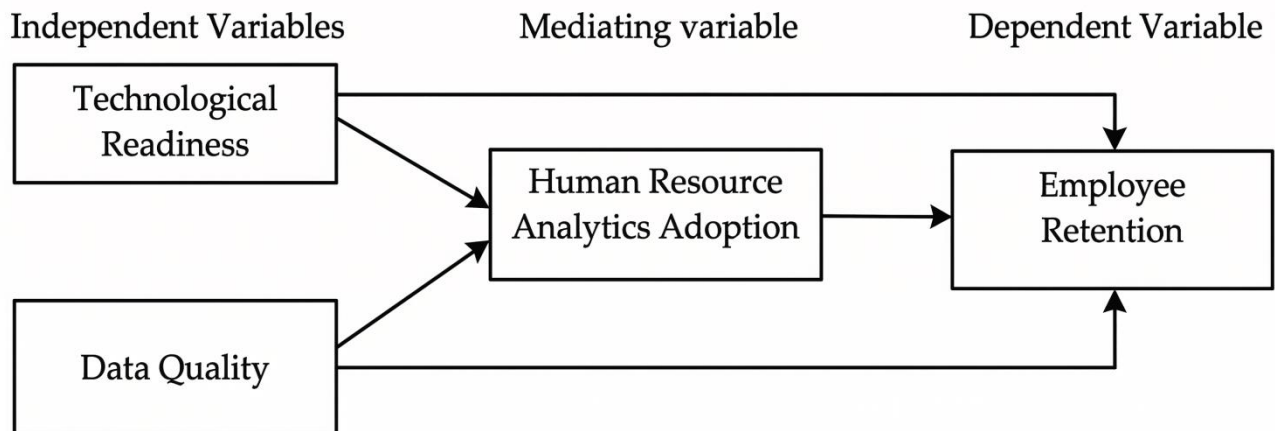 Independent Variables
Mediating variable
Dependent Variable
Technological
Readiness
Human Resource
Analytics Adoption
Employee
Retention
Data Quality